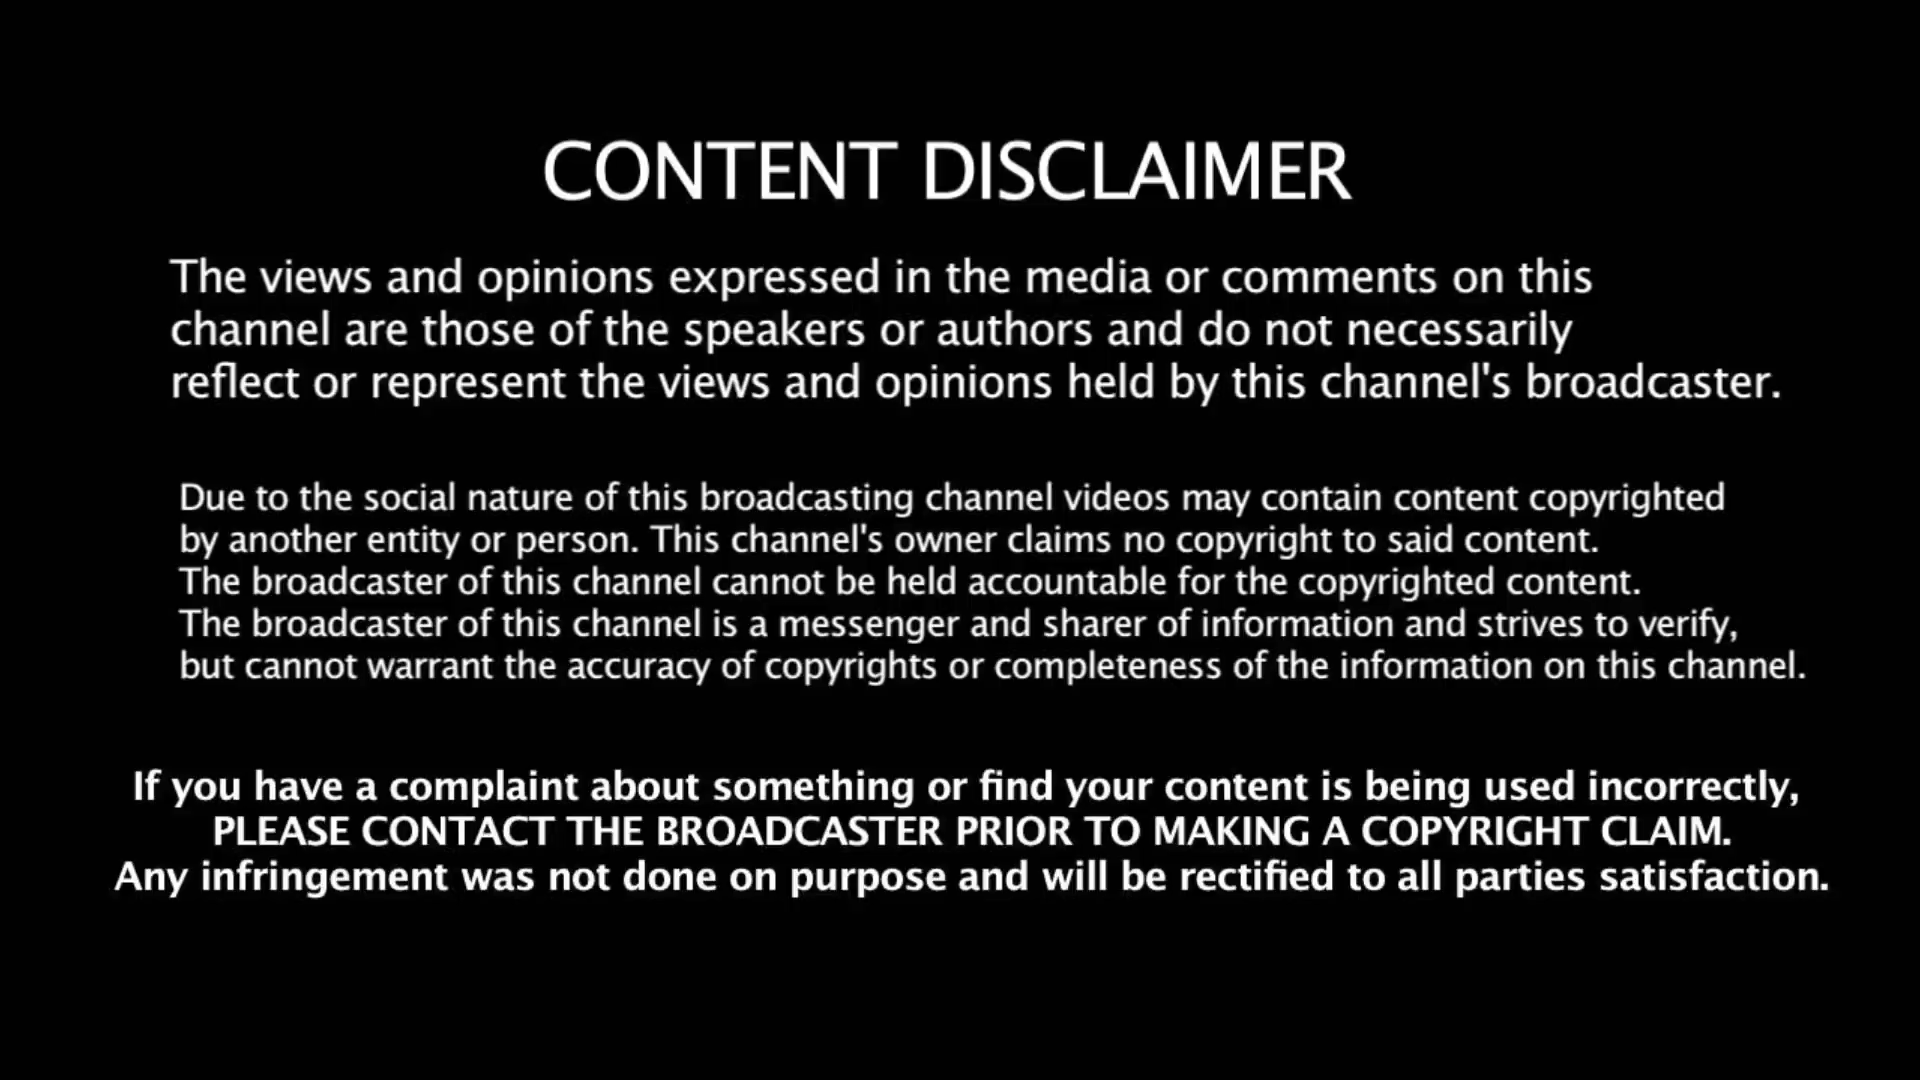 CONTENT DISCLAIMER
The views and opinions expressed in the media or comments on this
channel are those of the speakers or authors and do not necessarily
reflect or represent the views and opinions held by this channel's broadcaster.
Due to the social nature of this broadcasting channel videos may contain content copyrighted
by another entity or person. This channel's owner claims no copyright to said content.
The broadcaster of this channel cannot be held accountable for the copyrighted content.
The broadcaster of this channel is a messenger and sharer of information and strives to verify,
but cannot warrant the accuracy of copyrights or completeness of the information on this channel.
If you have a complaint about something or find your content is being used incorrectly,
PLEASE CONTACT THE BROADCASTER PRIOR TO MAKING A COPYRIGHT CLAIM.
Any infringement was not done on purpose and will be rectified to all parties satisfaction.